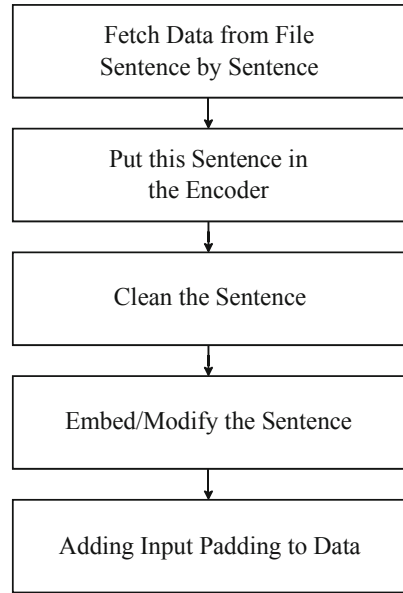 Fetch Data from File
Sentence by Sentence
Put this Sentence in
the Encoder
Clean the Sentence
Embed/Modify the Sentence
Adding Input Padding to Data